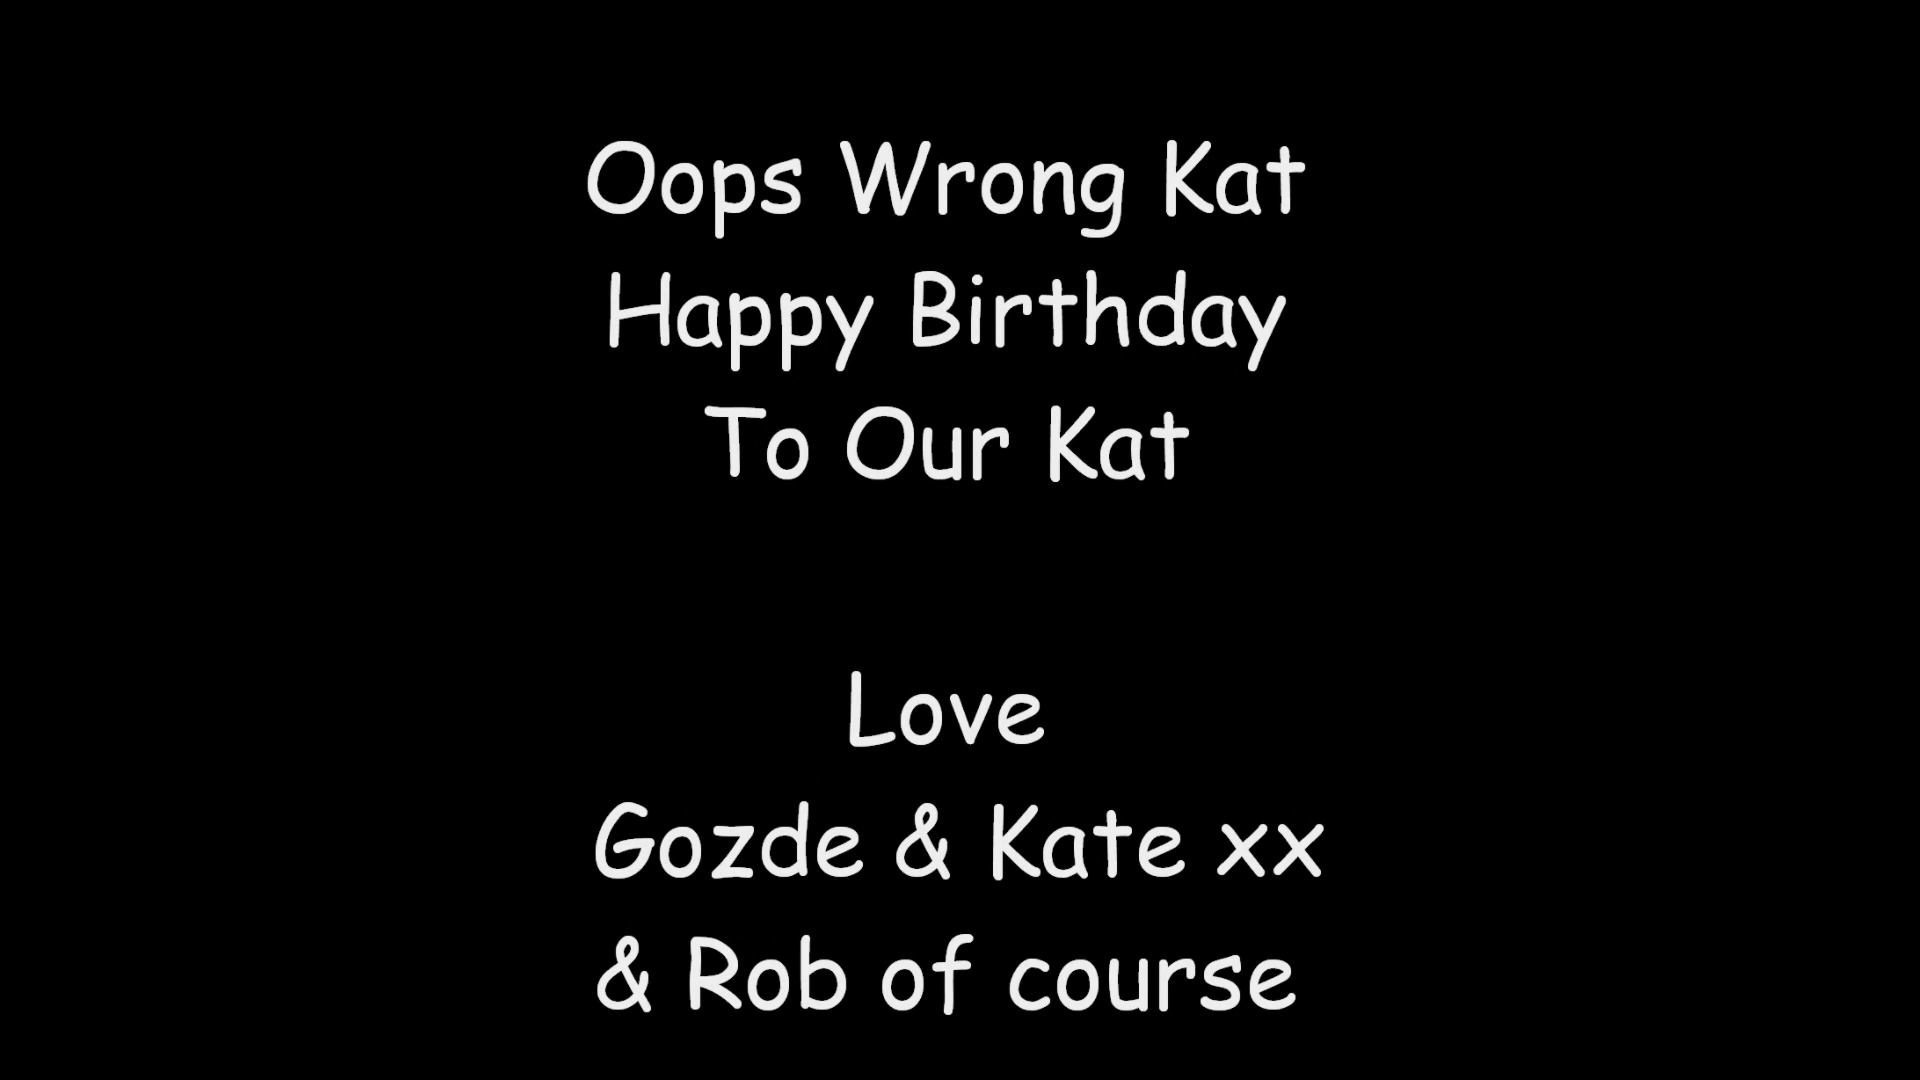 Oops Wrong Kat
Happy Birthday
To Our Kat
Love
Gozde & Kate xx
& Rob of course